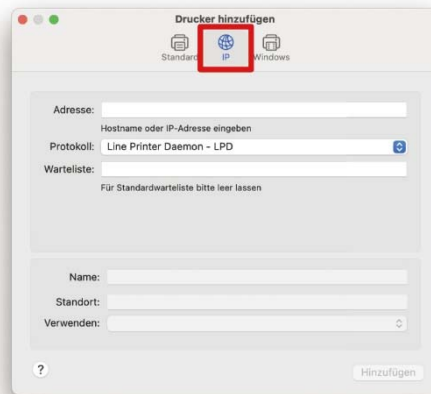 Drucker hinzufügen
Standard IP Windows
Adresse:
Hostname oder IP-Adresse eingeben
Protokoll: Line Printer Daemon – LPD
Warteliste:
Für Standardwarteliste bitte leer lassen
Name:
Standort:
Verwenden:
? Hinzufügen